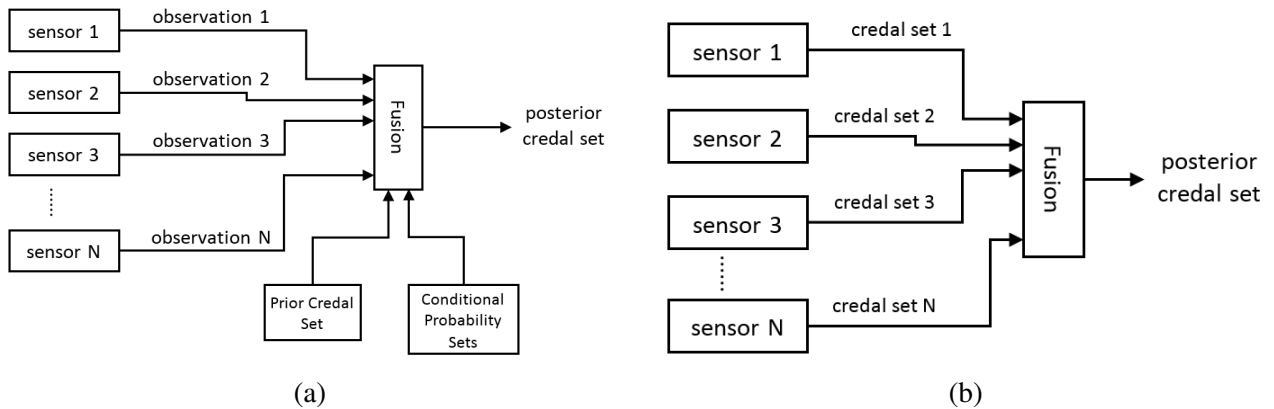 sensor 1
observation 1
sensor 2
observation 2
sensor 3
observation 3
sensor N
observation N
Fusion
posterior
credal set
Prior Credal
Set
Conditional
Probability
Sets
(a)
sensor 1
credal set 1
sensor 2
credal set 2
sensor 3
credal set 3
sensor N
credal set N
Fusion
posterior
credal set
(b)